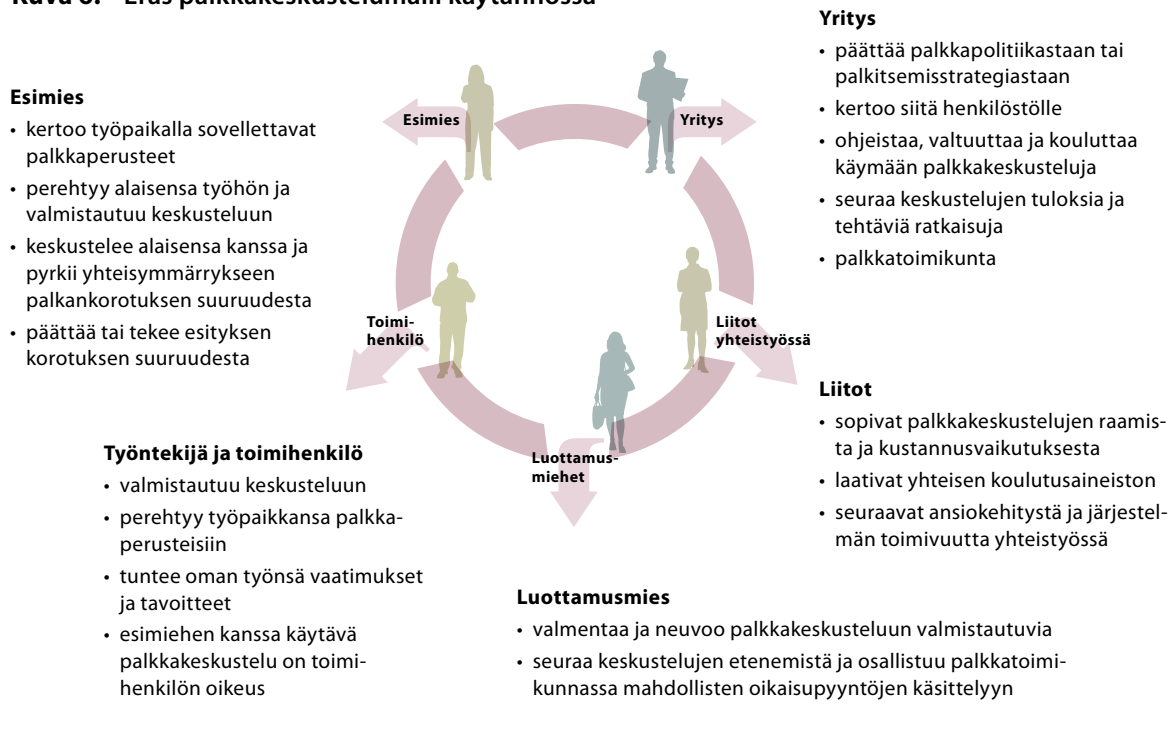 Kuva 6. Eräs palkkakeskustelumalli käytännössä
Esimies
• kertoo työpaikalla sovellettavat
palkkaperusteet
• perehtyy alaisensa työhön ja
valmistautuu keskusteluun
• keskustelee alaisensa kanssa ja
pyrkii yhteisymmärrykseen
palkankorotuksen suuruudesta
• päättää tai tekee esityksen
korotuksen suuruudesta
Esimies
Yritys
Yritys
• päättää palkkapolitiikastaan tai
palkitsemisstrategiastaan
• kertoo siitä henkilöstölle
• ohjeistaa, valtuuttaa ja kouluttaa
käymään palkkakeskusteluja
• seuraa keskustelujen tuloksia ja
tehtäviä ratkaisuja
• palkkatoimikunta
Toimi-
henkilö
Liitot
yhteistyössä
Luottamus-
miehet
Liitot
• sopivat palkkakeskustelujen raamis-
ta ja kustannusvaikutuksesta
• laativat yhteisen koulutusaineiston
• seuraavat ansiokehitystä ja järjestel-
män toimivuutta yhteistyössä
Työntekijä ja toimihenkilö
• valmistautuu keskusteluun
• perehtyy työpaikkansa palkka-
perusteisiin
• tuntee oman työnsä vaatimukset
ja tavoitteet
• esimiehen kanssa käytävä
palkkakeskustelu on toimi-
henkilön oikeus
Luottamusmies
• valmentaa ja neuvoo palkkakeskusteluun valmistautuvia
• seuraa keskustelujen etenemistä ja osallistuu palkkatoimi-
kunnassa mahdollisten oikaisupyyntöjen käsittelyyn